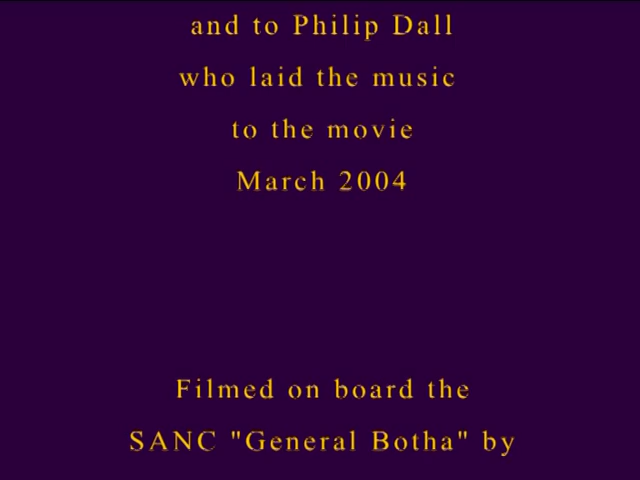 and to Philip Dall
who laid the music
to the movie
March 2004
Filmed on board the
SANC "General Botha" by